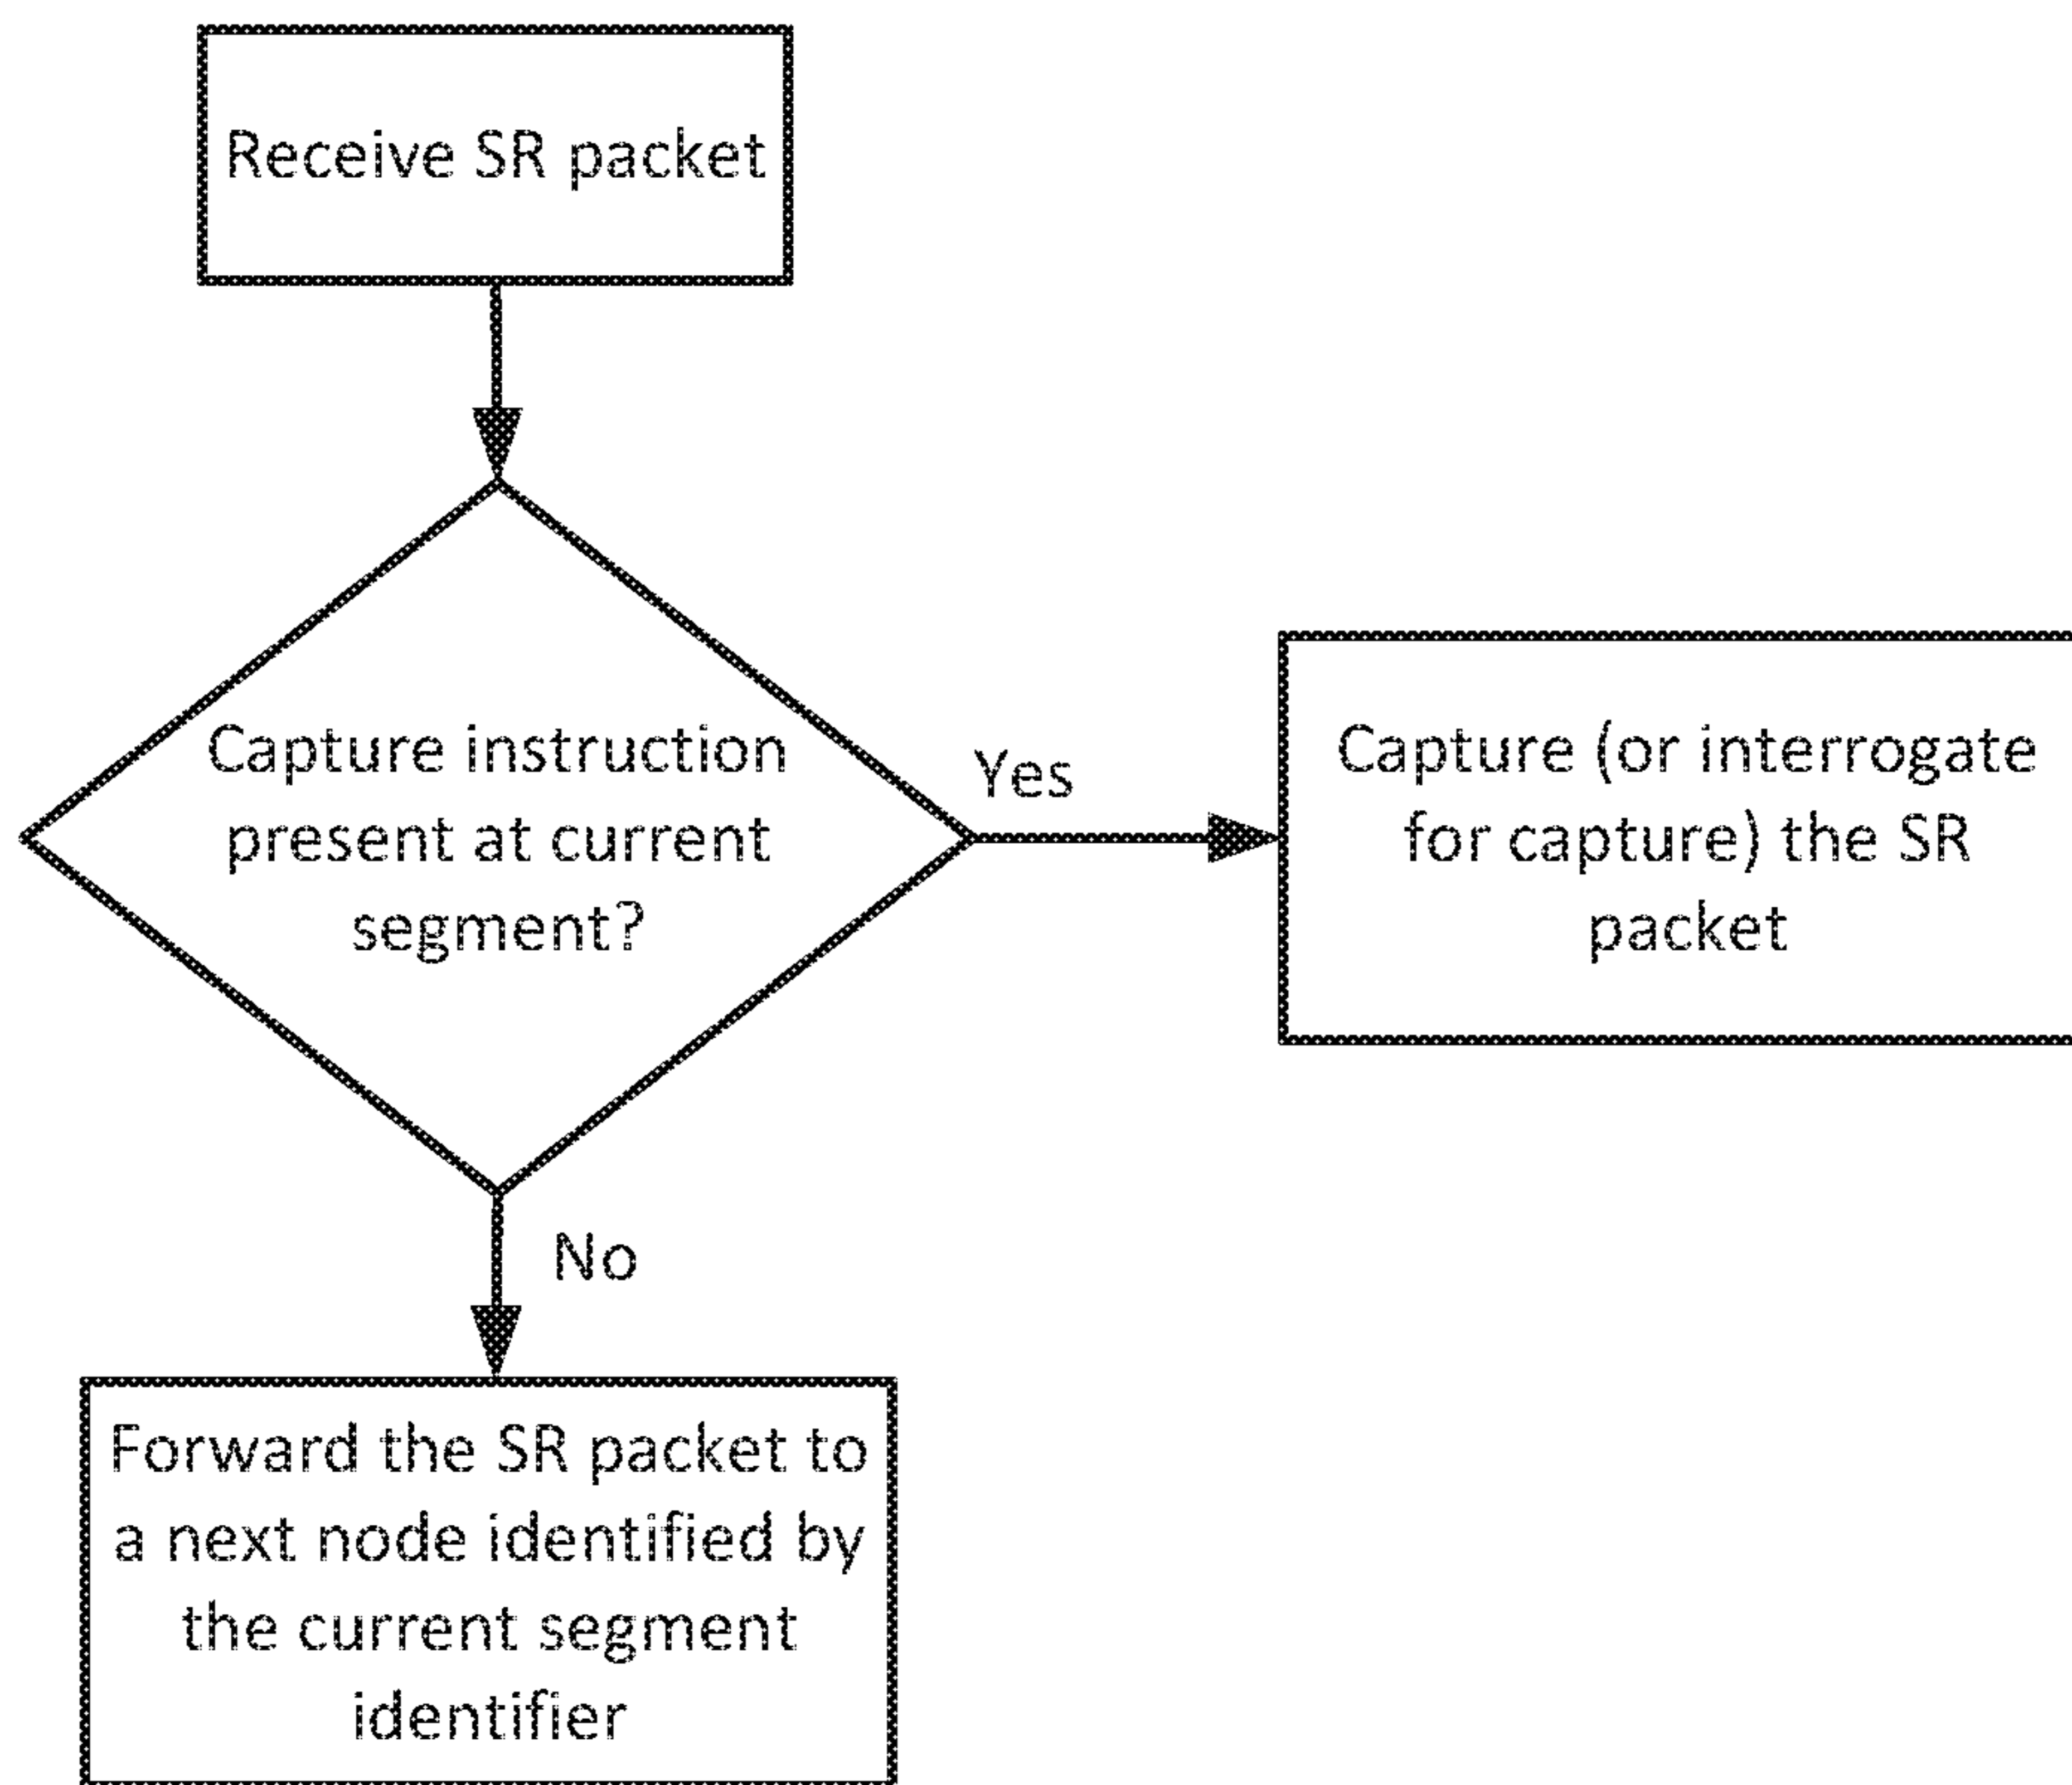 Receive SR packet
Capture instruction
present at current
segment?
Yes
Capture (or interrogate
for capture) the SR
packet
No
Forward the SR packet to
a next node identified by
the current segment
identifier